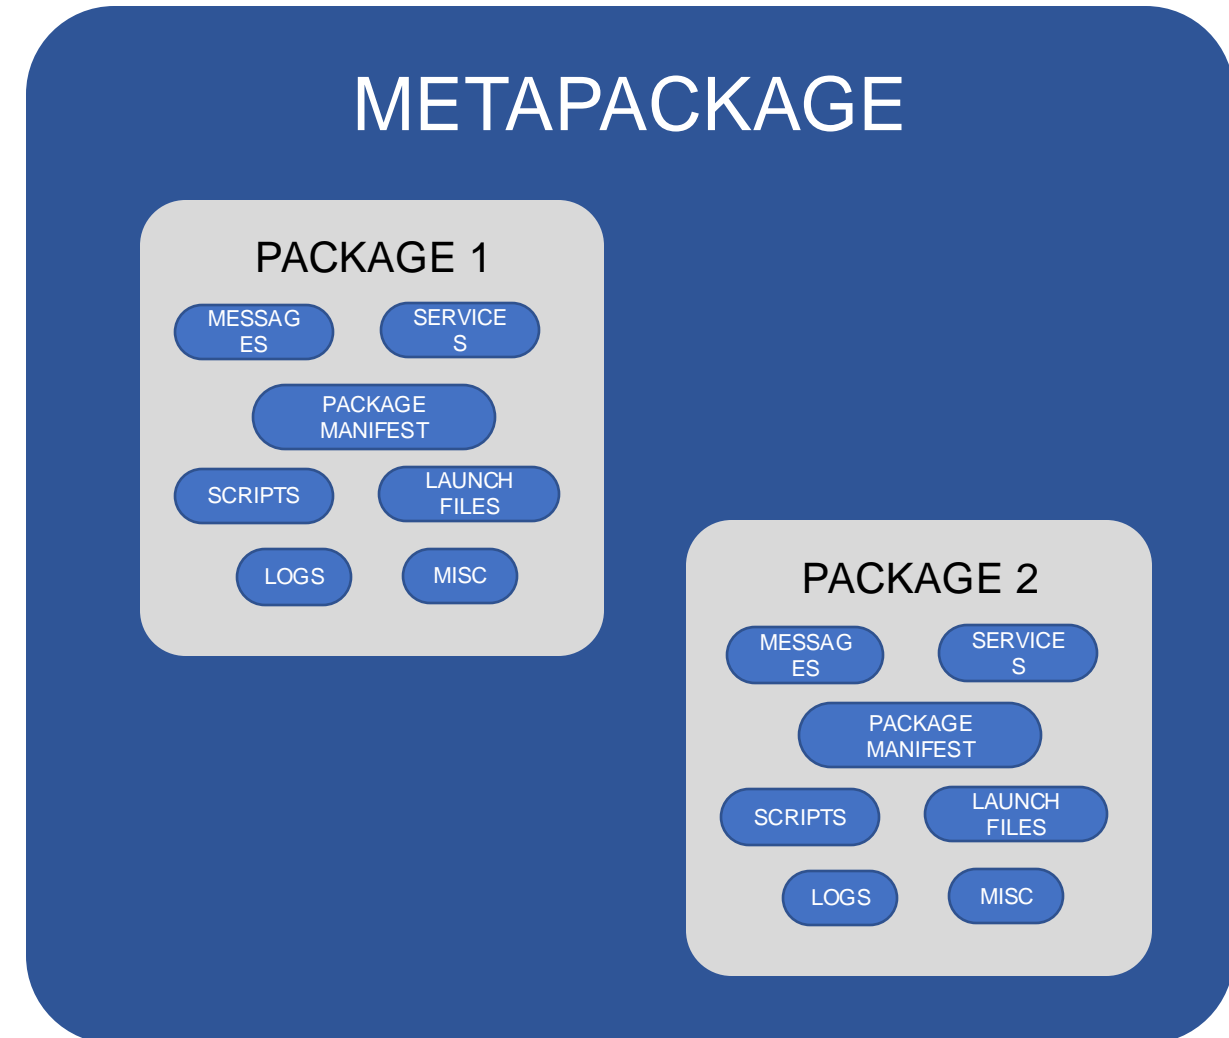 METAPACKAGE
PACKAGE 1
MESSAG
ES
SERVICE
S
PACKAGE
MANIFEST
SCRIPTS
LAUNCH
FILES
LOGS
MISC
PACKAGE 2
MESSAG
ES
SERVICE
S
PACKAGE
MANIFEST
SCRIPTS
LAUNCH
FILES
LOGS
MISC